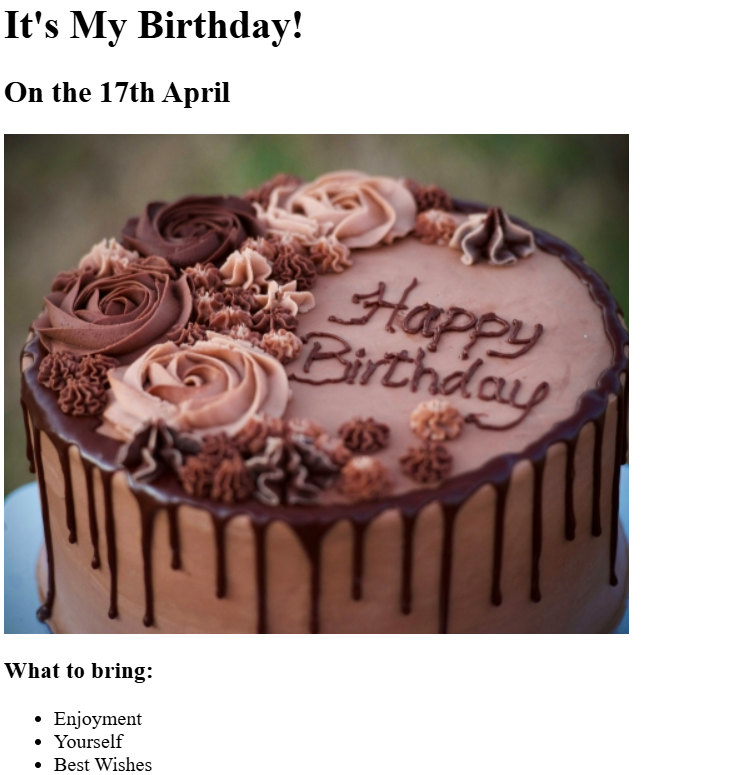 It's My Birthday!
On the 17th April
Happy
Birthday
What to bring:
Enjoyment
Yourself
Best Wishes